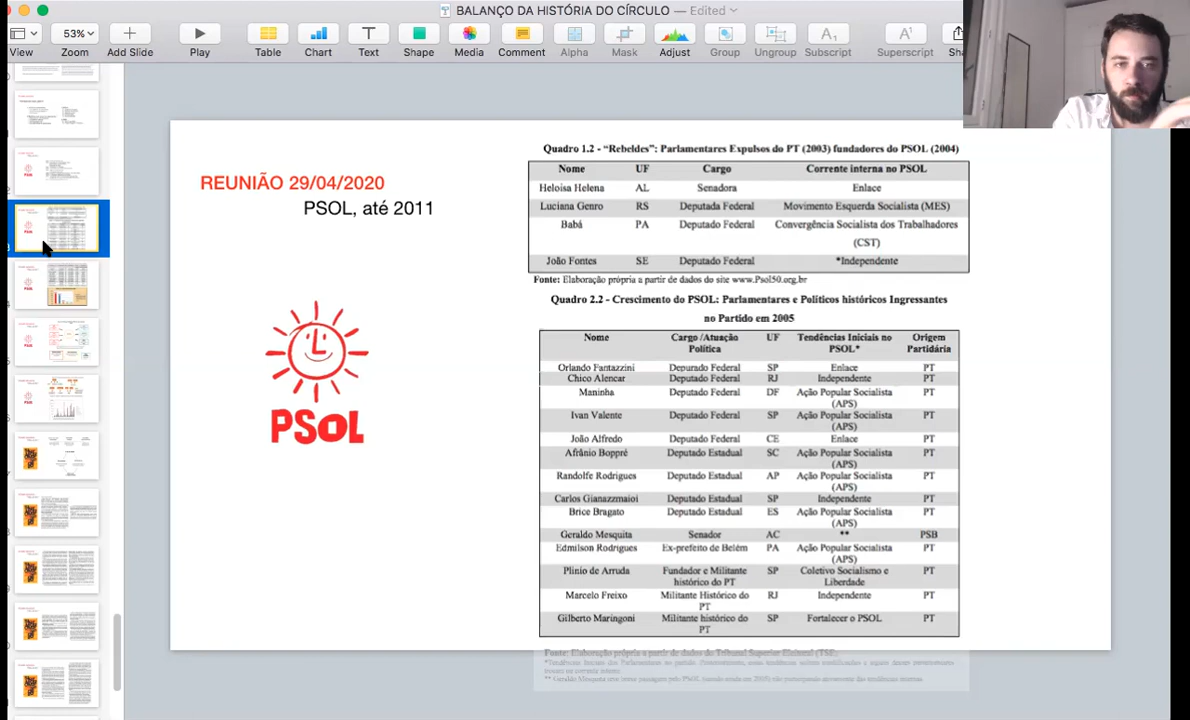 BALANÇO DA HISTÓRIA DO CÍRCULO — Edited
53%
View Zoom Add Slide Play Table Chart Text Shape Media Comment Alpha Mask Adjust Group Ungroup Subscript Superscript
REUNIÃO 29/04/2020
PSOL, até 2011
PSOL
Quadro 1.2 - “Rebeldes”: Parlamentares Expulsos do PT (2003) fundadores do PSOL (2004)
Nome UF Cargo Corrente interna no PSOL
Heloisa Helena AL Senadora Enlace
Luciana Genro RS Deputada Federal Movimento Esquerda Socialista (MES)
Babá PA Deputado Federal Convergência Socialista dos Trabalhadores
(CST)
João Fontes SE Deputado Federal *Independente
Fonte: Elaboração própria a partir de dados do site www.Psol50.org.br
Quadro 2.2 - Crescimento do PSOL: Parlamentares e Políticos históricos Ingressantes
no Partido em 2005
Nome Cargo /Atuação UF Tendências Iniciais no Origem
Política PSOL* Partidária
Orlando Fantazzini Deputado Federal SP Enlace PT
Chico Alencar Deputado Federal RJ Independente PT
Maninha Deputado Federal DF Ação Popular Socialista PT
(APS)
Ivan Valente Deputado Federal SP Ação Popular Socialista PT
(APS)
João Alfredo Deputado Federal CE Enlace PT
Afrânio Boppré Deputado Estadual SC Ação Popular Socialista PT
(APS)
Randolfe Rodrigues Deputado Estadual AP Ação Popular Socialista PT
(APS)
Carlos Gianazzmaioi Deputado Estadual SP Independente PT
Brice Bragato Deputado Estadual ES Ação Popular Socialista PT
(APS)
Geraldo Mesquita Senador AC ** PSB
Edmilson Rodrigues Ex-prefeito de Belém PA Ação Popular Socialista PT
(APS)
Plinio de Arruda Fundador e Militante SP Coletivo Socialismo e PT
histórico do PT Liberdade
Marcelo Freixo Militante Histórico do RJ Independente PT
PT
Gilberto Maringoni Militante histórico do SP Fortalecer o PSOL PT
PT
Fonte: Elaboração própria a partir de dados do Tribunal Superior Eleitoral (TSE)